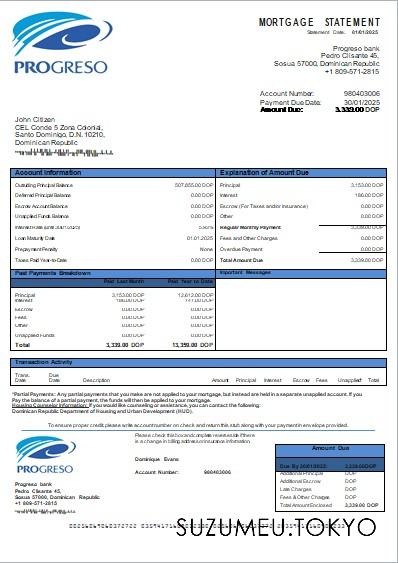 PROGRESO
MORTGAGE STATEMENT
Statement Date: 01/01/2025
Progreso bank
Pedro Clisante 45,
Sosua 57000, Dominican Republic
+1 809-571-2815
Account Number: 980403006
Payment Due Date: 30/01/2025
Amount Due: 3,339.00 DOP
John Citizen
CEL Conde 5 Zona Colonial,
Santo Domingo, D.N. 10210,
Dominican Republic
Account Information
Outstanding Principal Balance 507,655.00 DOP
Deferred Principal Balance 0.00 DOP
Escrow Account Balance 0.00 DOP
Unapplied Funds Balance 0.00 DOP
Interest Rate
Loan Maturity Date 01.01.2025
Prepayment Penalty None
Taxes Paid Year-to-Date 0.00 DOP
Explanation of Amount Due
Principal 3,153.00 DOP
Interest 186.00 DOP
Escrow (For Taxes and/or Insurance) 0.00 DOP
Other 0.00 DOP
Regular Monthly Payment 3,339.00 DOP
Fees and Other Charges 0.00 DOP
Overdue Payment 0.00 DOP
Total Amount Due 3,339.00 DOP
Past Payments Breakdown
Paid Last Month Paid Year to Date
Principal 3,153.00 DOP 12,612.00 DOP
Interest 186.00 DOP
Escrow 0.00 DOP 0.00 DOP
Fees 0.00 DOP 0.00 DOP
Other 0.00 DOP 0.00 DOP
Unapplied Funds 0.00 DOP 0.00 DOP
Total 3,339.00 DOP 13,359.00 DOP
Important Messages
Transaction Activity
Trans. Date Due Date Description Amount Principal Interest Escrow Fees Unapplied Total
*Partial Payments: Any partial payments that you make are not applied to your mortgage, but instead are held in a separate unapplied account. If you
Pay the balance of a partial payment, the funds will then be applied to your mortgage.
Housing Counselor Information: If you would like counseling or assistance, you can contact the following:
Dominican Republic Department of Housing and Urban Development (HUD).
To ensure proper credit, please write account number on check and return this stub along with your payment in envelope provided.
PROGRESO
Progreso bank
Pedro Clisante 45,
Sosua 57000, Dominican Republic
+1 809-571-2815
Please check this box and complete reverse side if there
is a change in billing address or insurance information
Dominique Evans
Account Number: 980403006
Amount Due
Due By 30/01/2025: 3,339.00 DOP
Additional Principal DOP
Additional Escrow DOP
Late Charges DOP
Fees & Other Charges DOP
Total Amount Enclosed 3,339.00 DOP
SUZUMEU.TOKYO